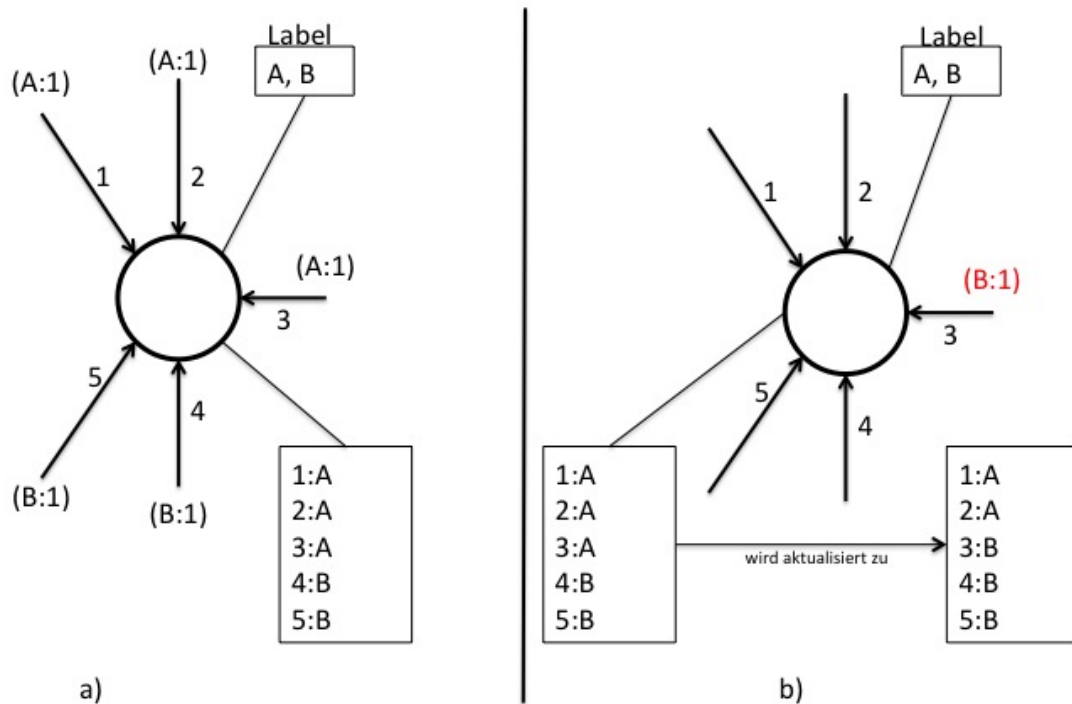 Label
A, B
(A:1)
(A:1)
1
2
(A:1)
3
5
4
(B:1)
(B:1)
1:A
2:A
3:A
4:B
5:B
a)
Label
A, B
1
2
(B:1)
3
5
4
1:A
2:A
3:A
4:B
5:B
wird aktualisiert zu
1:A
2:A
3:B
4:B
5:B
b)